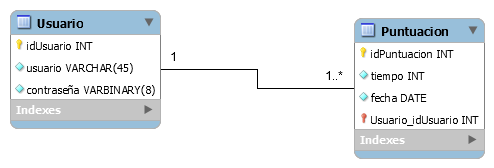 Usuario
idUsuario INT
usuario VARCHAR(45)
contraseña VARBINARY(8)
Indexes
1
1..*
Puntuacion
idPuntuacion INT
tiempo INT
fecha DATE
Usuario_idUsuario INT
Indexes